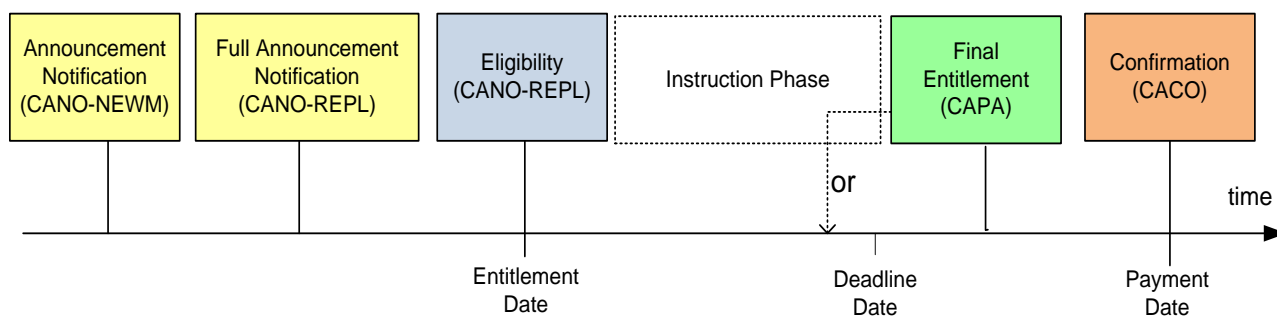 Announcement
Notification
(CANO-NEWM)
Full Announcement
Notification
(CANO-REPL)
Eligibility
(CANO-REPL)
Instruction Phase
Final
Entitlement
(CAPA)
Confirmation
(CACO)
or
time
Entitlement
Date
Deadline
Date
Payment
Date